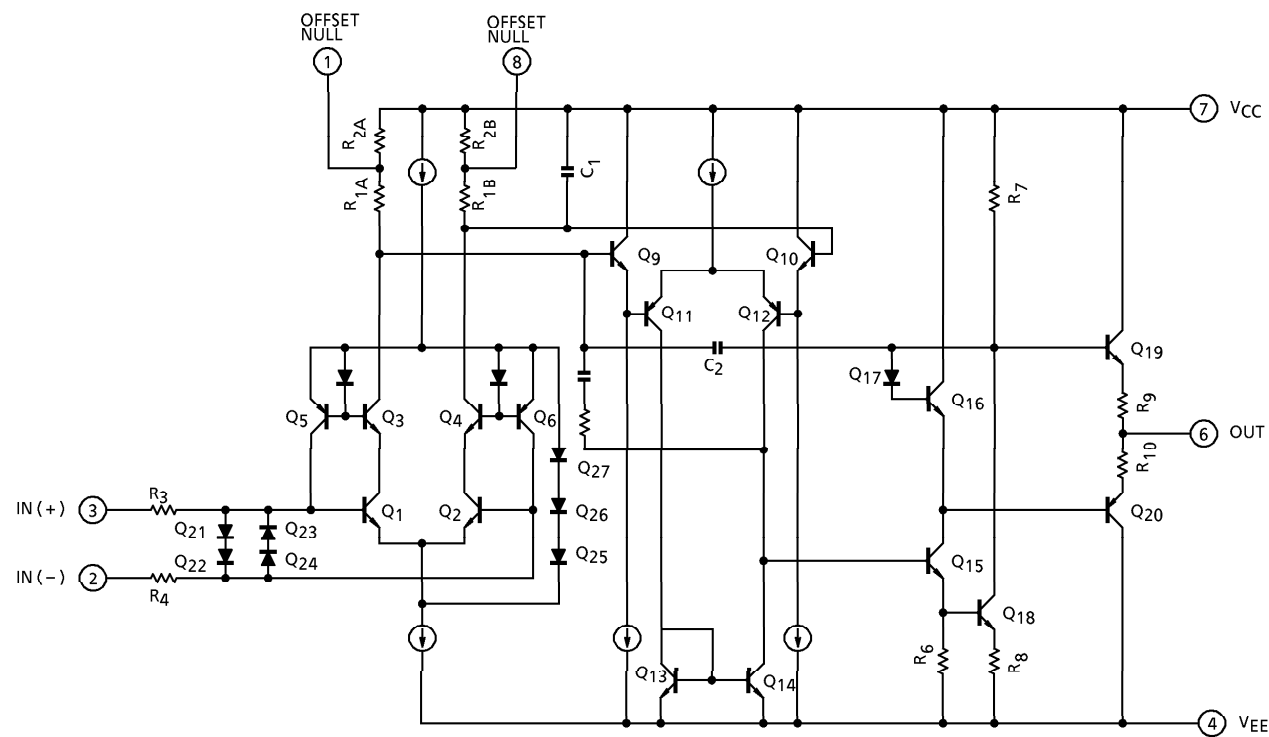 OFFSET
NULL
OFFSET
NULL
1
8
7
VCC
R2A
R2B
C1
R1A
R1B
R7
Q9
Q10
Q11
Q12
C2
Q17
Q19
Q5
Q3
Q4
Q6
Q16
R9
6
OUT
R10
Q27
IN(+)
3
R3
Q1
Q2
Q26
Q20
Q21
Q23
Q22
Q24
Q25
Q15
IN(−)
2
R4
Q18
R6
R8
Q13
Q14
4
VEE